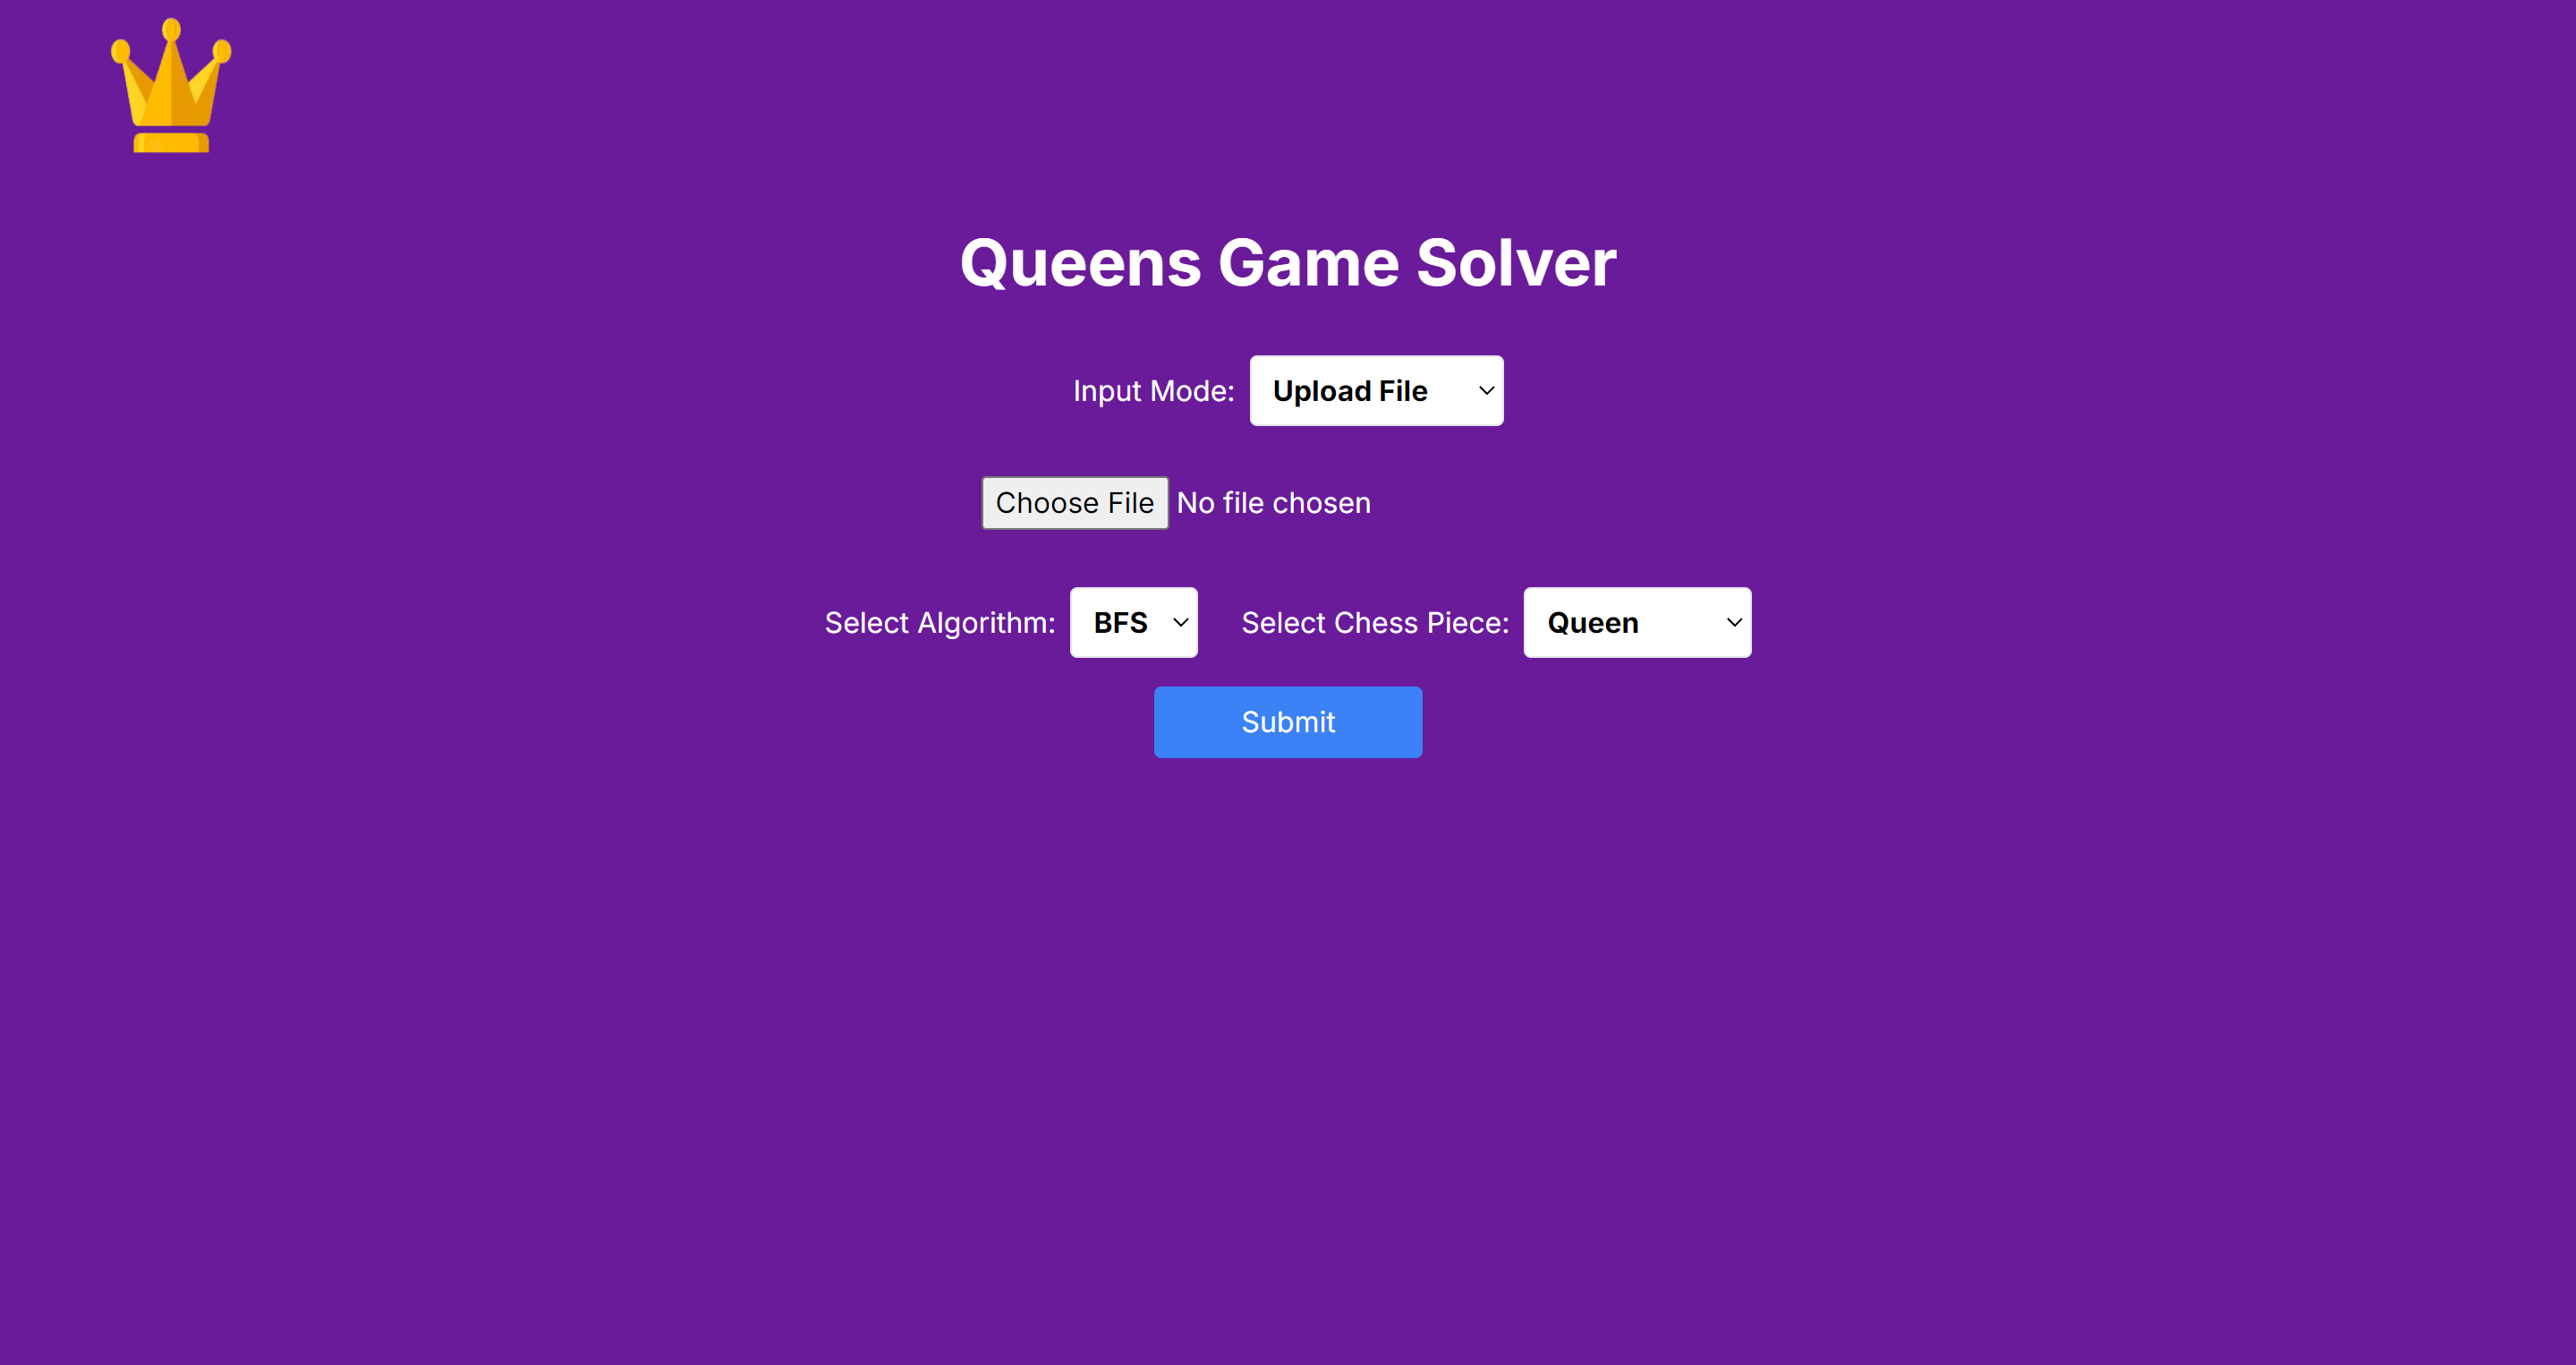 Queens Game Solver
Input Mode: Upload File
Choose File No file chosen
Select Algorithm: BFS Select Chess Piece: Queen
Submit